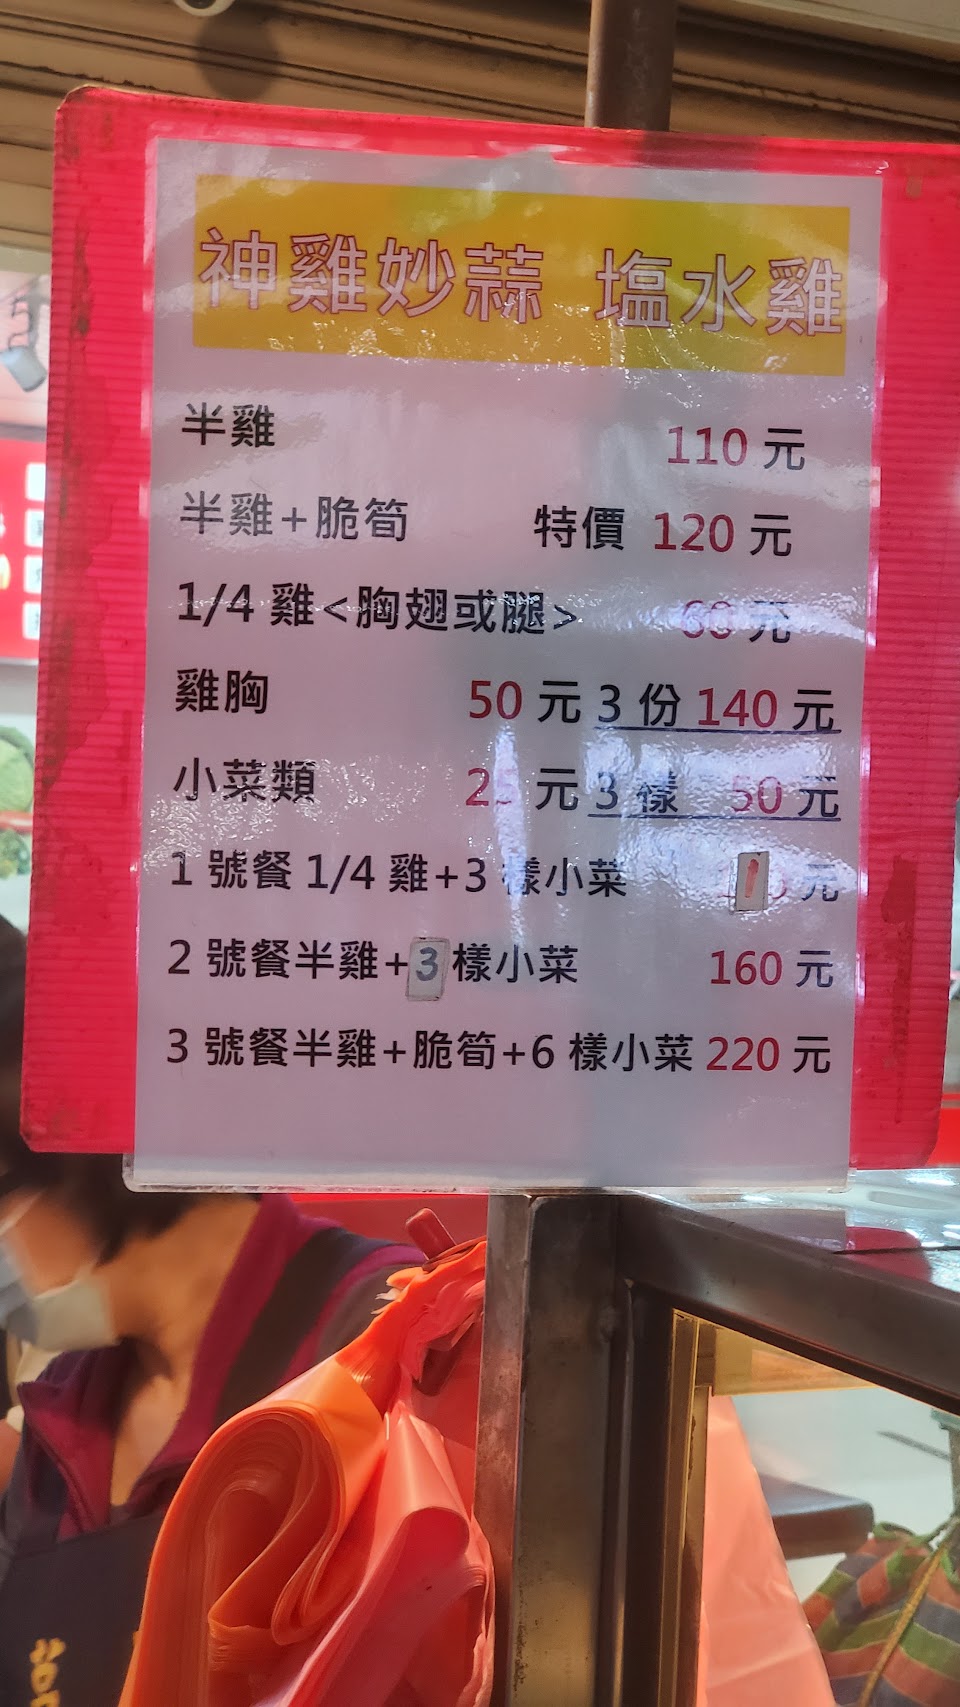 神雞妙蒜 塩水雞
半雞 110 元
半雞+脆筍 特價 120 元
1/4 雞<胸翅或腿> 60 元
雞胸 50 元 3 份 140 元
小菜類 25 元 3 樣 50 元
1 號餐 1/4 雞+3 樣小菜 110 元
2 號餐半雞+3 樣小菜 160 元
3 號餐半雞+脆筍+6 樣小菜 220 元